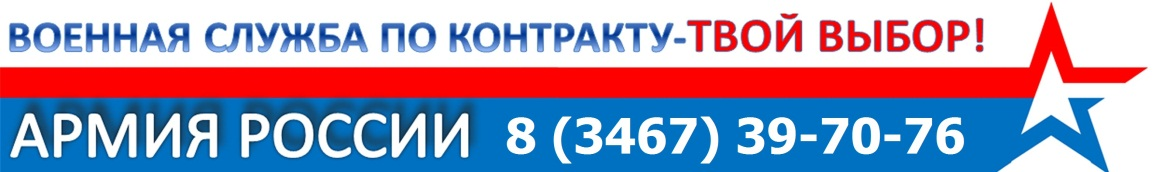 ВОЕННАЯ СЛУЖБА ПО КОНТРАКТУ-ТВОЙ ВЫБОР!
АРМИЯ РОССИИ 8 (3467) 39-70-76